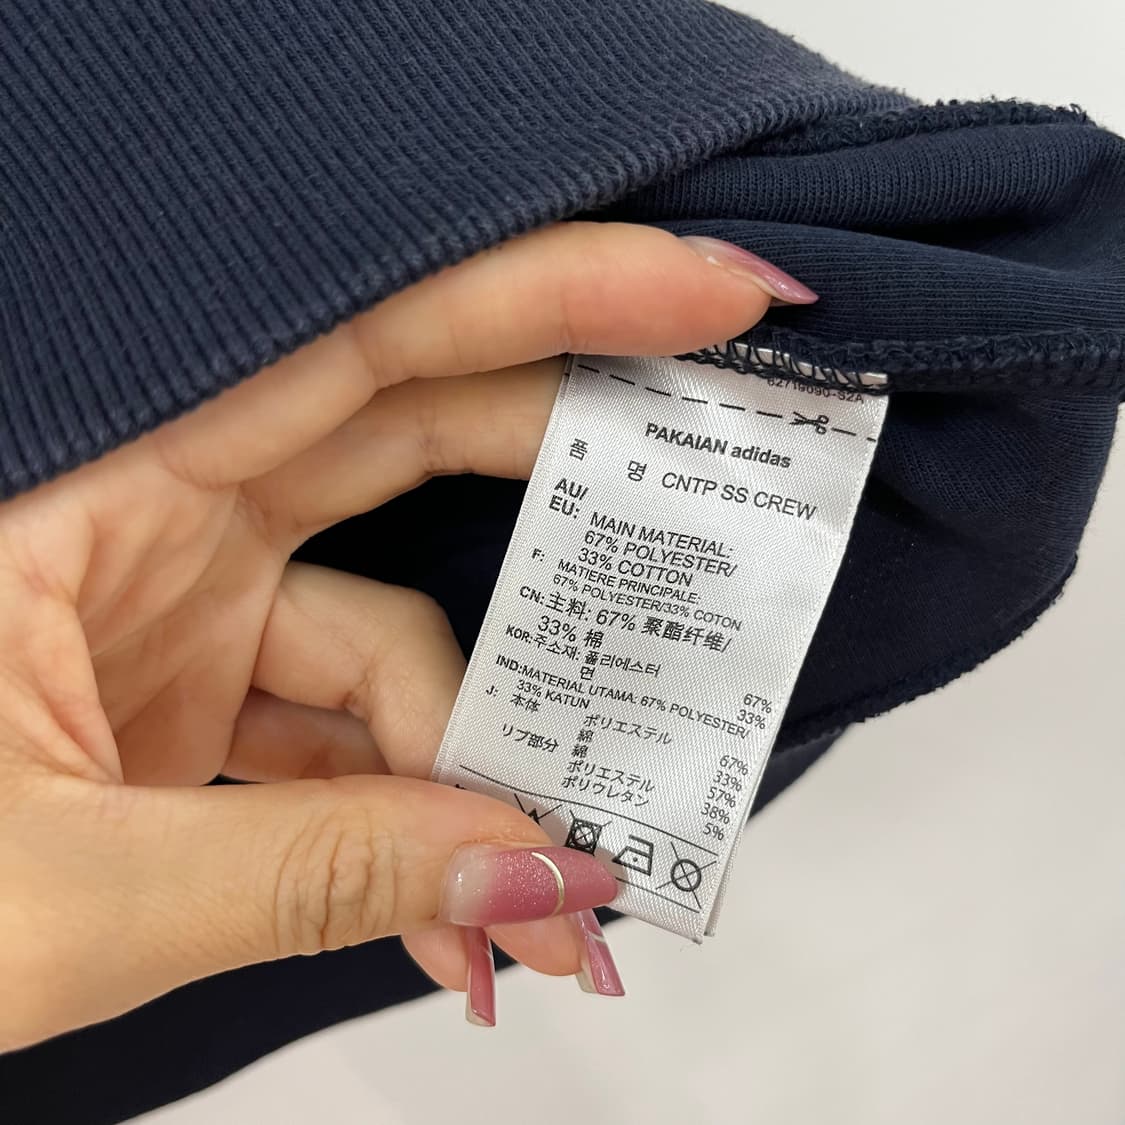 62719090-S2A
PAKAIAN adidas
품 명 CNTP SS CREW
AU/
EU: MAIN MATERIAL:
67% POLYESTER/
33% COTTON
F: MATIERE PRINCIPALE:
67% POLYESTER/33% COTON
CN: 主料: 67% 聚酯纤维/
33% 棉
KOR: 주소재: 폴리에스터 67%
면 33%
IND:MATERIAL UTAMA: 67% POLYESTER/
33% KATUN
J: 本体 ポリエステル 67%
綿 33%
リブ部分 綿 57%
ポリエステル 38%
ポリウレタン 5%